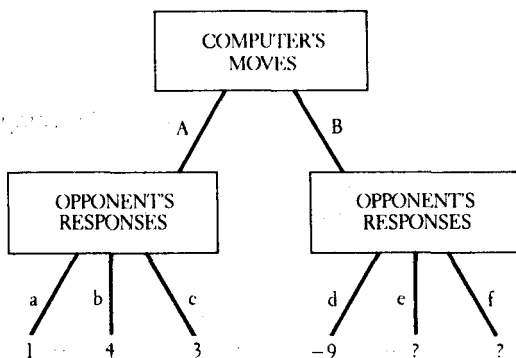 COMPUTER'S
MOVES
A B
OPPONENT'S
RESPONSES
OPPONENT'S
RESPONSES
a b c d e f
1 4 3 -9 ? ?